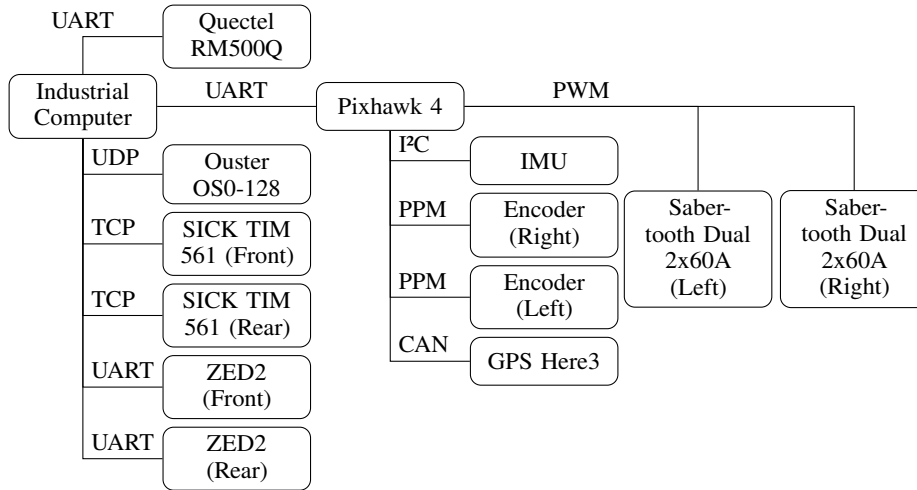 UART
Quectel
RM500Q
Industrial
Computer
UART
Pixhawk 4
PWM
UDP
Ouster
OS0-128
I²C
IMU
TCP
SICK TIM
561 (Front)
PPM
Encoder
(Right)
Saber-
tooth Dual
2x60A
(Left)
Saber-
tooth Dual
2x60A
(Right)
TCP
SICK TIM
561 (Rear)
PPM
Encoder
(Left)
UART
ZED2
(Front)
CAN
GPS Here3
UART
ZED2
(Rear)